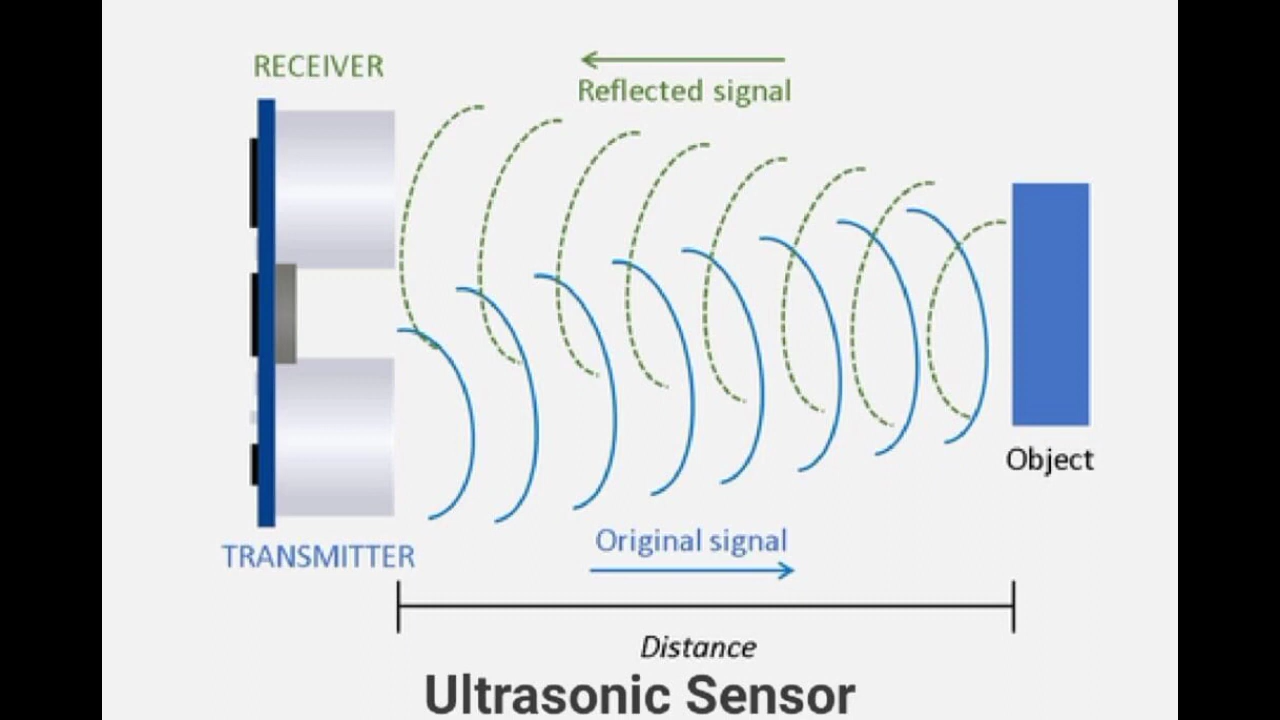 RECEIVER
Reflected signal
Object
Original signal
TRANSMITTER
Distance
Ultrasonic Sensor